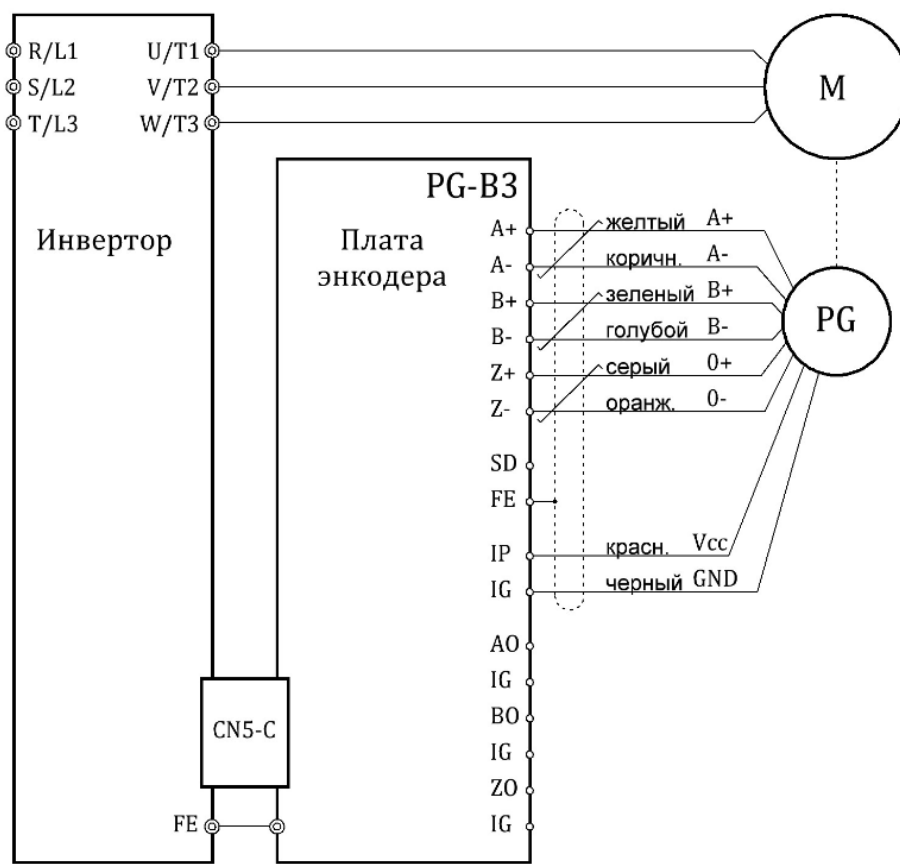 R/L1 U/T1
S/L2 V/T2
T/L3 W/T3
M
Инвертор
PG-B3
Плата
энкодера
A+ желтый A+
A- коричн. A-
B+ зеленый B+
B- голубой B-
Z+ серый 0+
Z- оранж. 0-
PG
SD
FE
IP красн. Vcc
IG черный GND
AO
IG
BO
IG
ZO
IG
CN5-C
FE